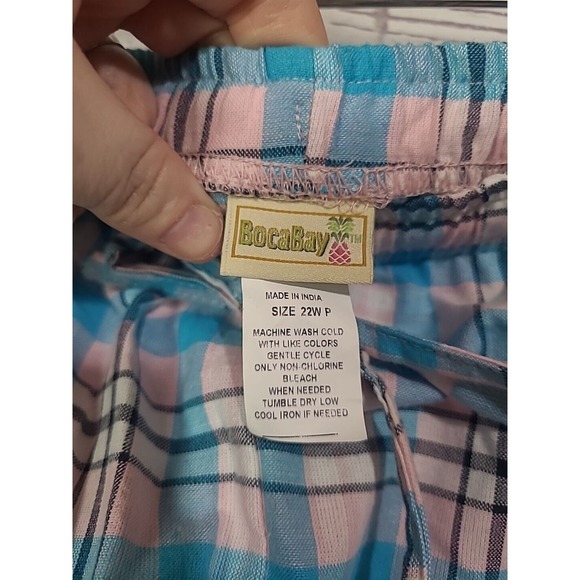 BocaBay TM
MADE IN INDIA
SIZE 22W P
MACHINE WASH COLD
WITH LIKE COLORS
GENTLE CYCLE
ONLY NON-CHLORINE
BLEACH
WHEN NEEDED
TUMBLE DRY LOW
COOL IRON IF NEEDED